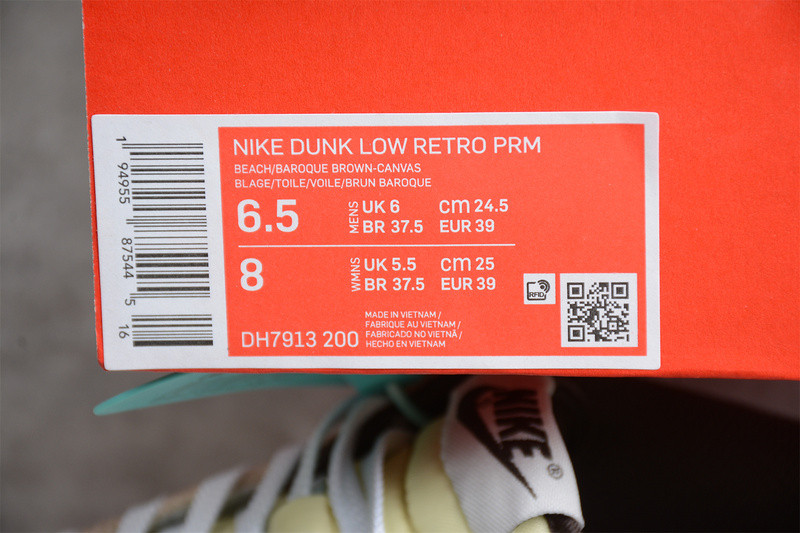 NIKE DUNK LOW RETRO PRM
BEACH/BAROQUE BROWN-CANVAS
BLAGE/TOILE/VOILE/BRUN BAROQUE
6.5 MENS UK 6 cm 24.5
BR 37.5 EUR 39
8 WMNS UK 5.5 cm 25
BR 37.5 EUR 39
RFID
MADE IN VIETNAM /
FABRIQUE AU VIETNAM /
FABRICADO NO VIETNÃ /
HECHO EN VIETNAM
DH7913 200
1 94955 87544 5 16
NIKE®